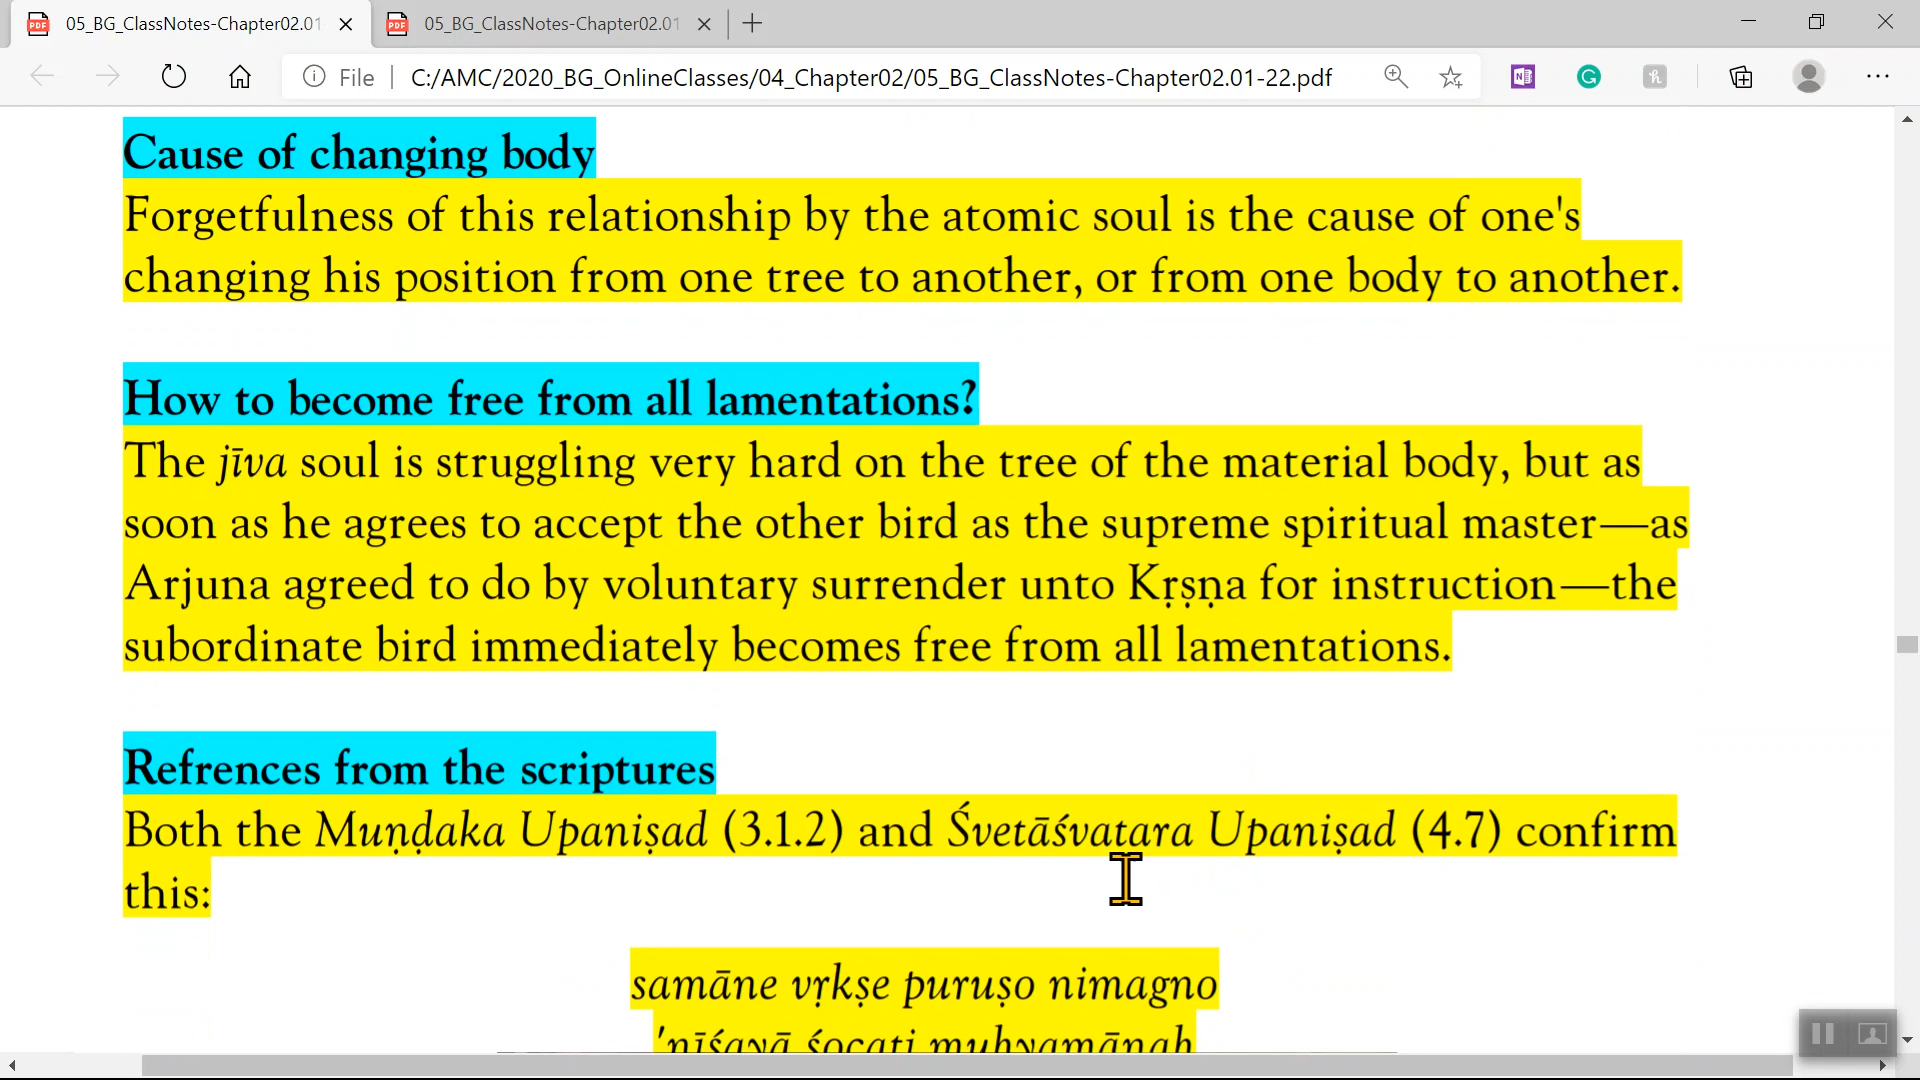 05_BG_ClassNotes-Chapter02.01
05_BG_ClassNotes-Chapter02.01
File
C:/AMC/2020_BG_OnlineClasses/04_Chapter02/05_BG_ClassNotes-Chapter02.01-22.pdf
Cause of changing body
Forgetfulness of this relationship by the atomic soul is the cause of one's
changing his position from one tree to another, or from one body to another.
How to become free from all lamentations?
The jīva soul is struggling very hard on the tree of the material body, but as
soon as he agrees to accept the other bird as the supreme spiritual master—as
Arjuna agreed to do by voluntary surrender unto Kṛṣṇa for instruction—the
subordinate bird immediately becomes free from all lamentations.
Refrences from the scriptures
Both the Muṇḍaka Upaniṣad (3.1.2) and Śvetāśvatara Upaniṣad (4.7) confirm
this:
samāne vṛkṣe puruṣo nimagno
'nīśayā śocati muhyamānaḥ